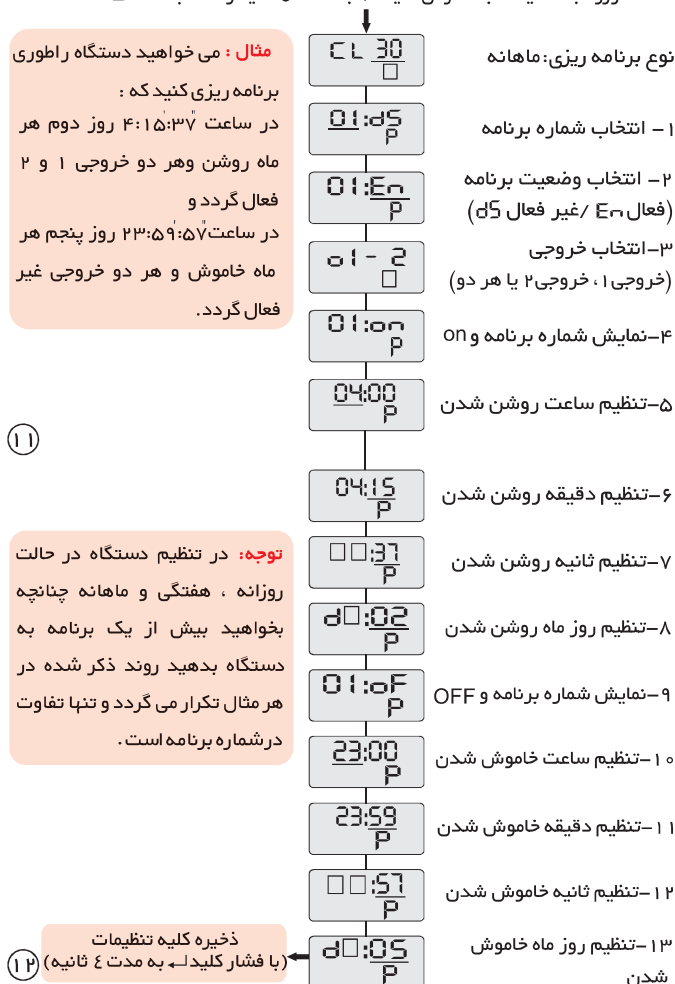 نوع برنامه ریزی: ماهانه
CL 30
۱- انتخاب شماره برنامه
01:dS
P
۲- انتخاب وضعیت برنامه
(فعال En / غیر فعال dS)
01:En
P
۳-انتخاب خروجی
(خروجی۱، خروجی۲ یا هر دو)
o1-2
۴-نمایش شماره برنامه و on
01:on
P
۵-تنظیم ساعت روشن شدن
04:00
P
۶-تنظیم دقیقه روشن شدن
04:15
P
۷-تنظیم ثانیه روشن شدن
□□:37
P
۸-تنظیم روز ماه روشن شدن
d□:02
P
۹-نمایش شماره برنامه و OFF
01:oF
P
۱۰-تنظیم ساعت خاموش شدن
23:00
P
۱۱-تنظیم دقیقه خاموش شدن
23:59
P
۱۲-تنظیم ثانیه خاموش شدن
□□:57
P
۱۳-تنظیم روز ماه خاموش
شدن
d□:05
P
مثال : می خواهید دستگاه راطوری
برنامه ریزی کنید که :
در ساعت ۴:۱۵':۳۷" روز دوم هر
ماه روشن وهر دو خروجی ۱ و ۲
فعال گردد و
در ساعت۲۳:۵۹':۵۷" روز پنجم هر
ماه خاموش و هر دو خروجی غیر
فعال گردد.
۱۱
توجه: در تنظیم دستگاه در حالت
روزانه ، هفتگی و ماهانه چنانچه
بخواهید بیش از یک برنامه به
دستگاه بدهید روند ذکر شده در
هر مثال تکرار می گردد و تنها تفاوت
درشماره برنامه است.
ذخیره کلیه تنظیمات
(با فشار کلید↵ به مدت ٤ ثانیه)
۱۲